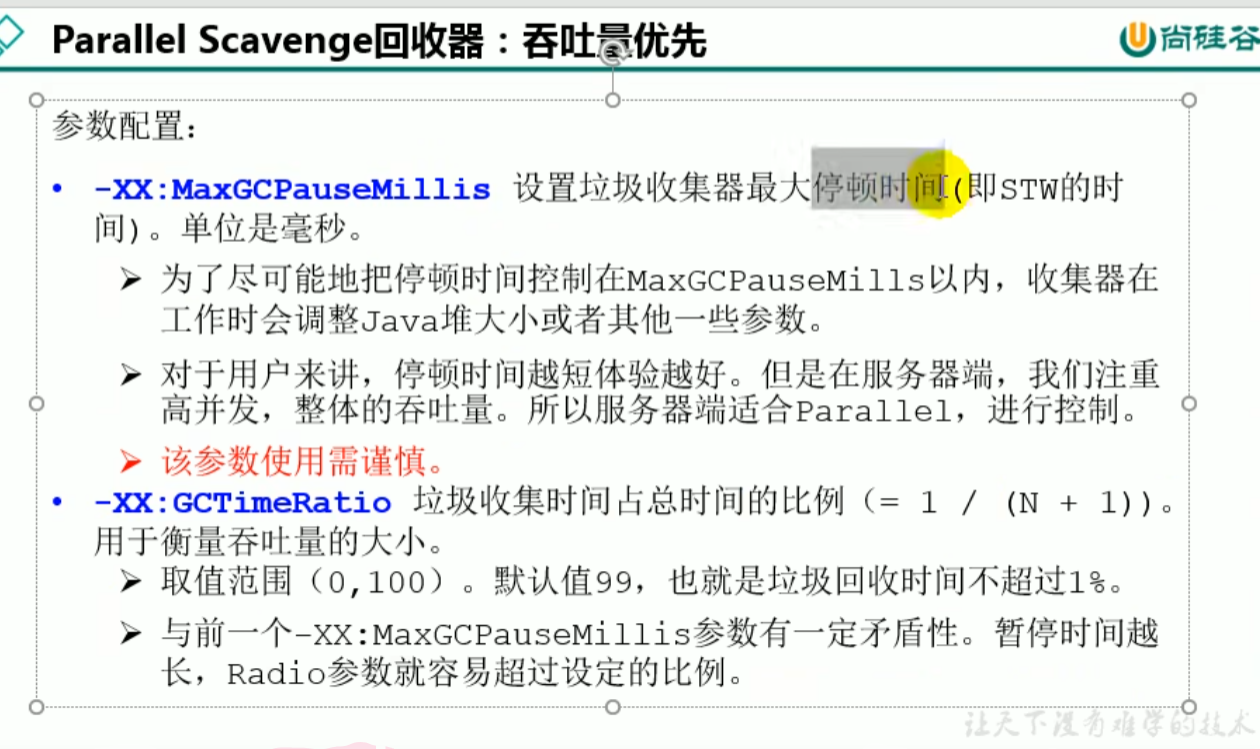 Parallel Scavenge回收器：吞吐量优先
尚硅谷
参数配置：
• -XX:MaxGCPauseMillis 设置垃圾收集器最大停顿时间(即STW的时
间)。单位是毫秒。
➢ 为了尽可能地把停顿时间控制在MaxGCPauseMills以内，收集器在
工作时会调整Java堆大小或者其他一些参数。
➢ 对于用户来讲，停顿时间越短体验越好。但是在服务器端，我们注重
高并发，整体的吞吐量。所以服务器端适合Parallel，进行控制。
➢ 该参数使用需谨慎。
• -XX:GCTimeRatio 垃圾收集时间占总时间的比例（= 1 / (N + 1)）。
用于衡量吞吐量的大小。
➢ 取值范围（0,100）。默认值99，也就是垃圾回收时间不超过1%。
➢ 与前一个-XX:MaxGCPauseMillis参数有一定矛盾性。暂停时间越
长，Radio参数就容易超过设定的比例。
让天下没有难学的技术